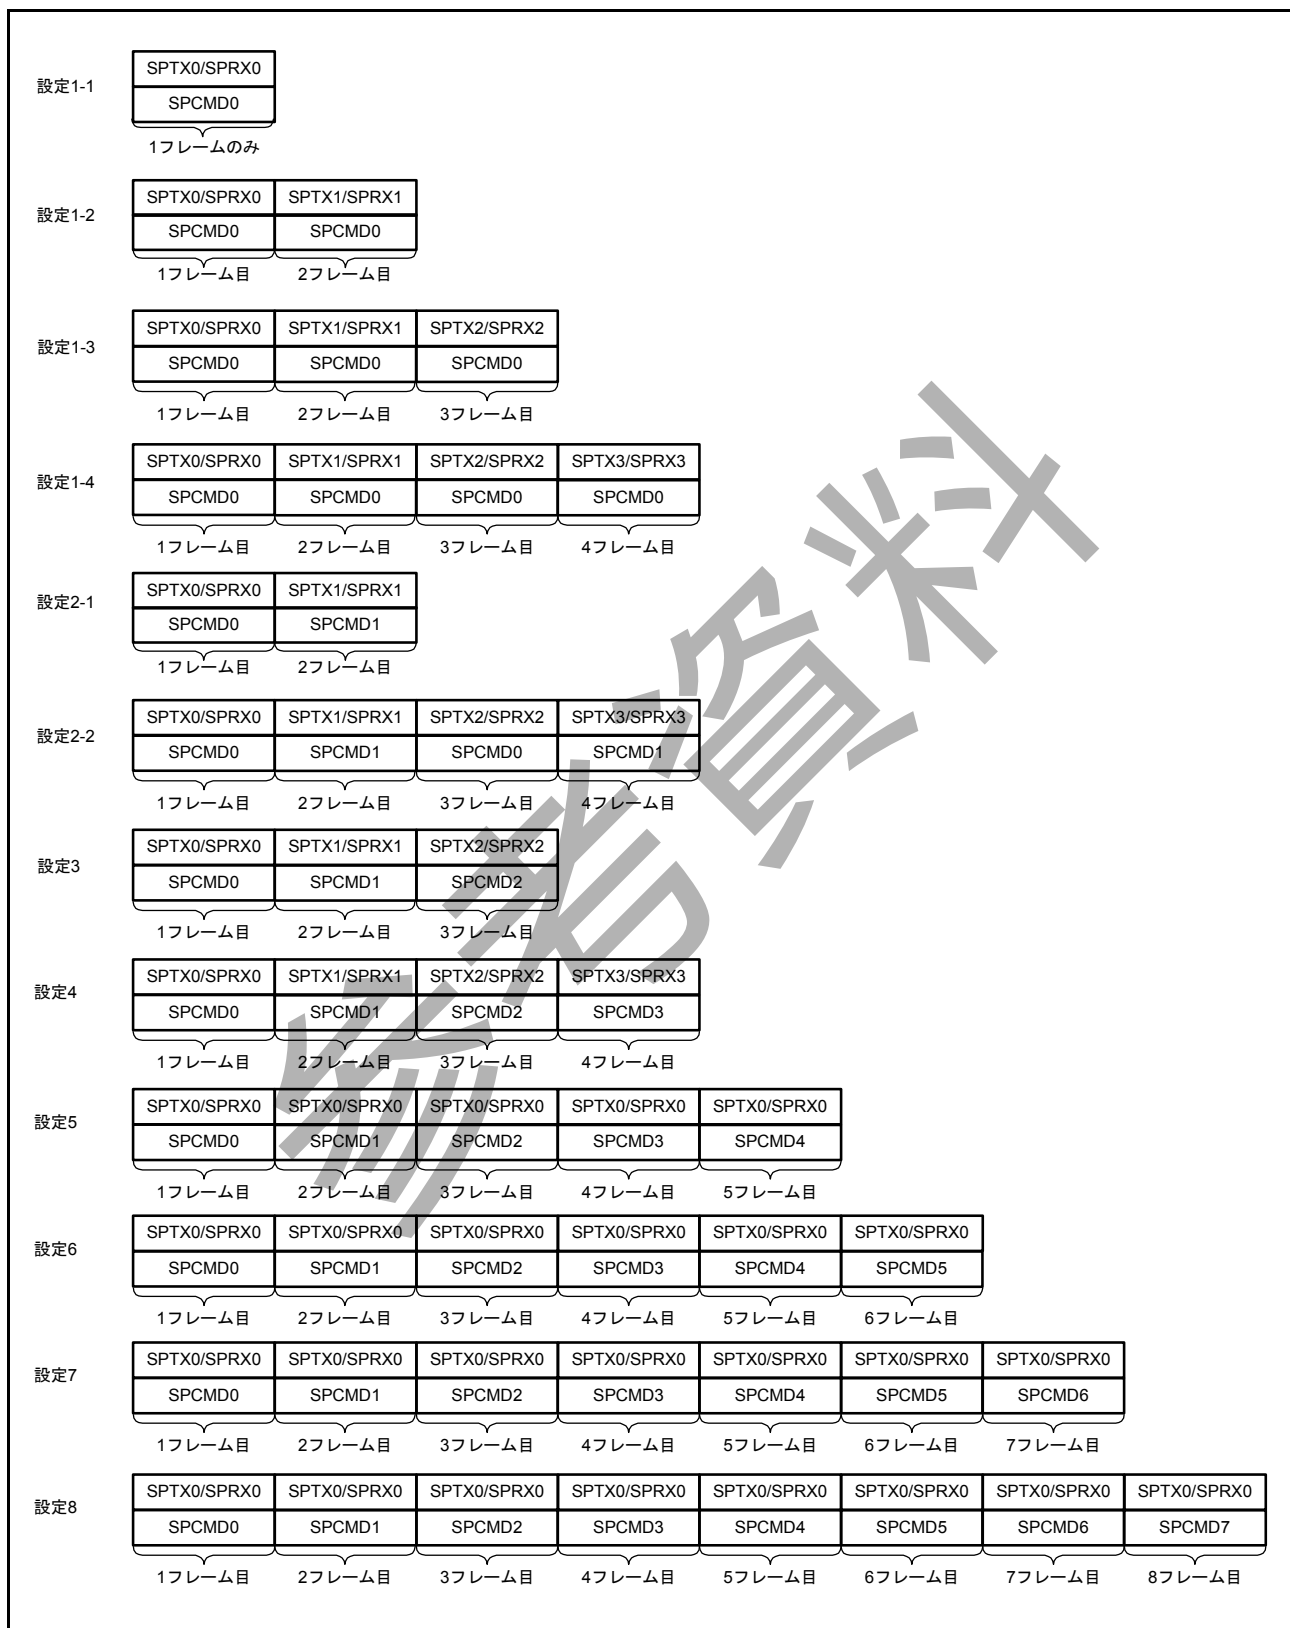 設定1-1
SPTX0/SPRX0
SPCMD0
1フレームのみ
設定1-2
SPTX0/SPRX0 SPTX1/SPRX1
SPCMD0 SPCMD0
1フレーム目 2フレーム目
設定1-3
SPTX0/SPRX0 SPTX1/SPRX1 SPTX2/SPRX2
SPCMD0 SPCMD0 SPCMD0
1フレーム目 2フレーム目 3フレーム目
設定1-4
SPTX0/SPRX0 SPTX1/SPRX1 SPTX2/SPRX2 SPTX3/SPRX3
SPCMD0 SPCMD0 SPCMD0 SPCMD0
1フレーム目 2フレーム目 3フレーム目 4フレーム目
設定2-1
SPTX0/SPRX0 SPTX1/SPRX1
SPCMD0 SPCMD1
1フレーム目 2フレーム目
設定2-2
SPTX0/SPRX0 SPTX1/SPRX1 SPTX2/SPRX2 SPTX3/SPRX3
SPCMD0 SPCMD1 SPCMD0 SPCMD1
1フレーム目 2フレーム目 3フレーム目 4フレーム目
設定3
SPTX0/SPRX0 SPTX1/SPRX1 SPTX2/SPRX2
SPCMD0 SPCMD1 SPCMD2
1フレーム目 2フレーム目 3フレーム目
設定4
SPTX0/SPRX0 SPTX1/SPRX1 SPTX2/SPRX2 SPTX3/SPRX3
SPCMD0 SPCMD1 SPCMD2 SPCMD3
1フレーム目 2フレーム目 3フレーム目 4フレーム目
設定5
SPTX0/SPRX0 SPTX0/SPRX0 SPTX0/SPRX0 SPTX0/SPRX0 SPTX0/SPRX0
SPCMD0 SPCMD1 SPCMD2 SPCMD3 SPCMD4
1フレーム目 2フレーム目 3フレーム目 4フレーム目 5フレーム目
設定6
SPTX0/SPRX0 SPTX0/SPRX0 SPTX0/SPRX0 SPTX0/SPRX0 SPTX0/SPRX0 SPTX0/SPRX0
SPCMD0 SPCMD1 SPCMD2 SPCMD3 SPCMD4 SPCMD5
1フレーム目 2フレーム目 3フレーム目 4フレーム目 5フレーム目 6フレーム目
設定7
SPTX0/SPRX0 SPTX0/SPRX0 SPTX0/SPRX0 SPTX0/SPRX0 SPTX0/SPRX0 SPTX0/SPRX0 SPTX0/SPRX0
SPCMD0 SPCMD1 SPCMD2 SPCMD3 SPCMD4 SPCMD5 SPCMD6
1フレーム目 2フレーム目 3フレーム目 4フレーム目 5フレーム目 6フレーム目 7フレーム目
設定8
SPTX0/SPRX0 SPTX0/SPRX0 SPTX0/SPRX0 SPTX0/SPRX0 SPTX0/SPRX0 SPTX0/SPRX0 SPTX0/SPRX0 SPTX0/SPRX0
SPCMD0 SPCMD1 SPCMD2 SPCMD3 SPCMD4 SPCMD5 SPCMD6 SPCMD7
1フレーム目 2フレーム目 3フレーム目 4フレーム目 5フレーム目 6フレーム目 7フレーム目 8フレーム目
参考資料